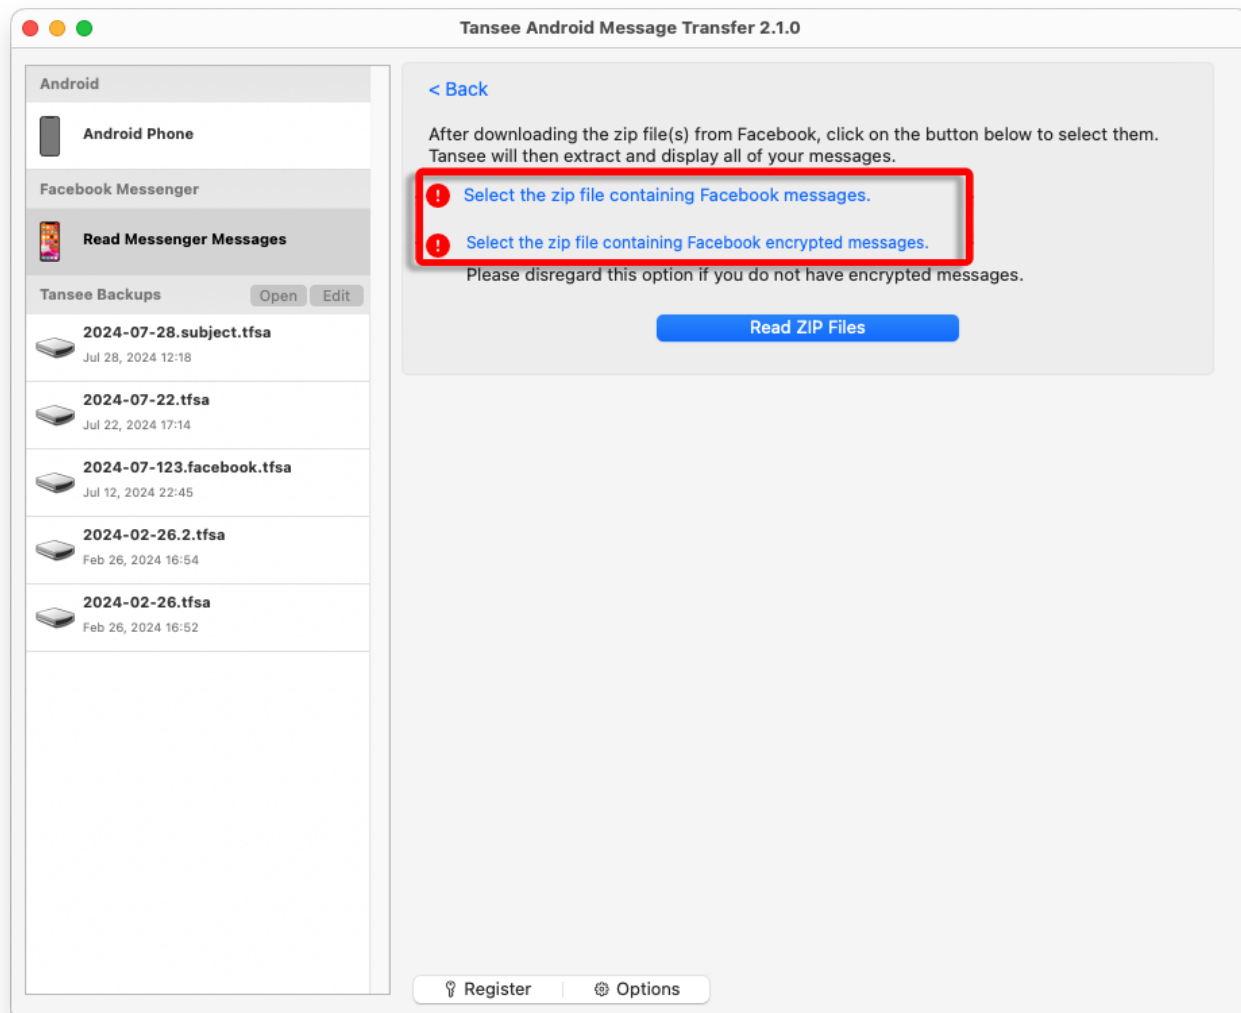 Tansee Android Message Transfer 2.1.0
Android
Android Phone
Facebook Messenger
Read Messenger Messages
Tansee Backups
Open
Edit
2024-07-28.subject.tfsa
Jul 28, 2024 12:18
2024-07-22.tfsa
Jul 22, 2024 17:14
2024-07-123.facebook.tfsa
Jul 12, 2024 22:45
2024-02-26.2.tfsa
Feb 26, 2024 16:54
2024-02-26.tfsa
Feb 26, 2024 16:52
< Back
After downloading the zip file(s) from Facebook, click on the button below to select them.
Tansee will then extract and display all of your messages.
Select the zip file containing Facebook messages.
Select the zip file containing Facebook encrypted messages.
Please disregard this option if you do not have encrypted messages.
Read ZIP Files
Register
Options